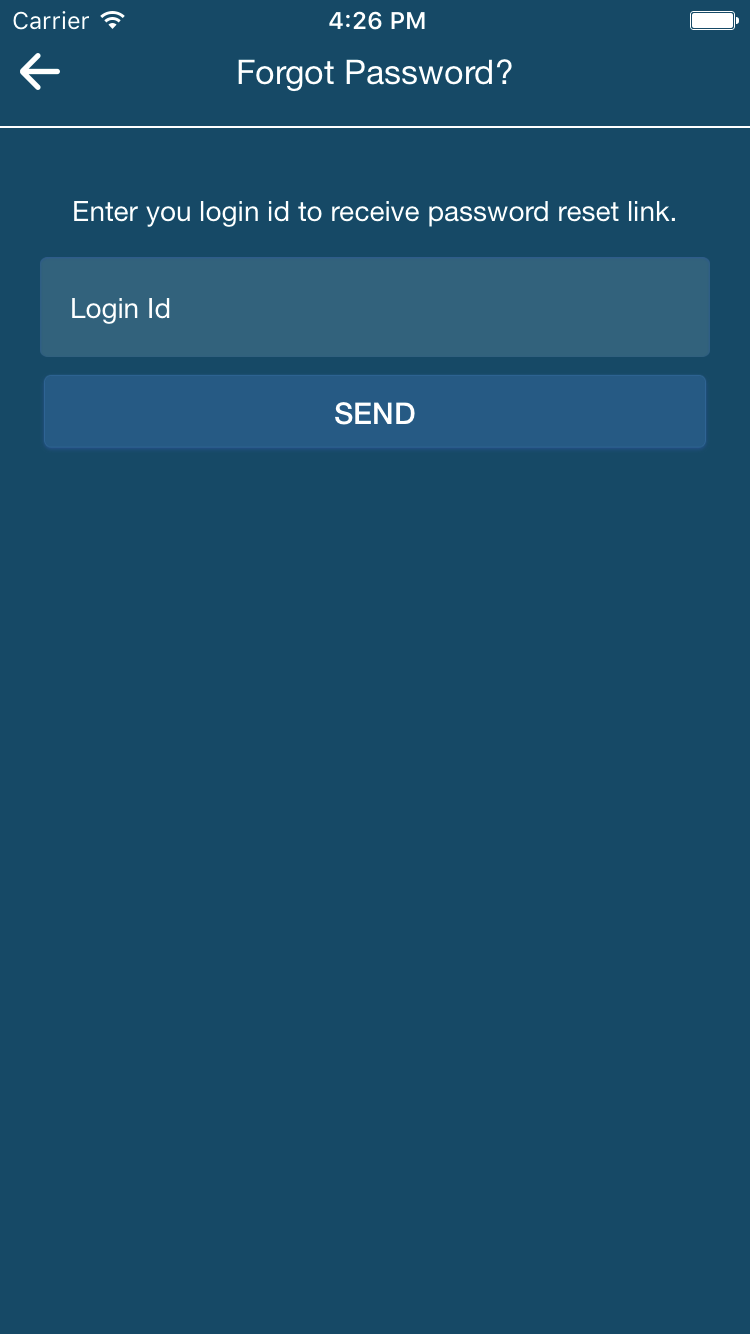 Carrier 4:26 PM
Forgot Password?
Enter you login id to receive password reset link.
Login Id
SEND